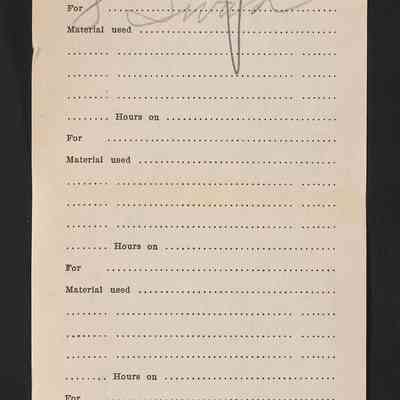 For
Material used
Hours on
For
Material used
Hours on
For
Material used
Hours on
For